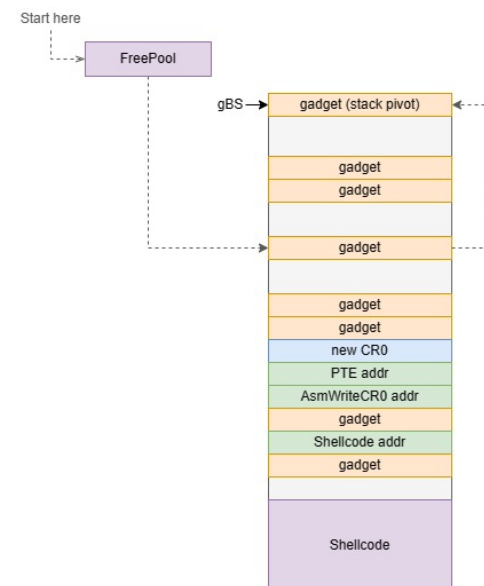 Start here
FreePool
gBS
gadget (stack pivot)
gadget
gadget
gadget
gadget
gadget
new CR0
PTE addr
AsmWriteCR0 addr
gadget
Shellcode addr
gadget
Shellcode